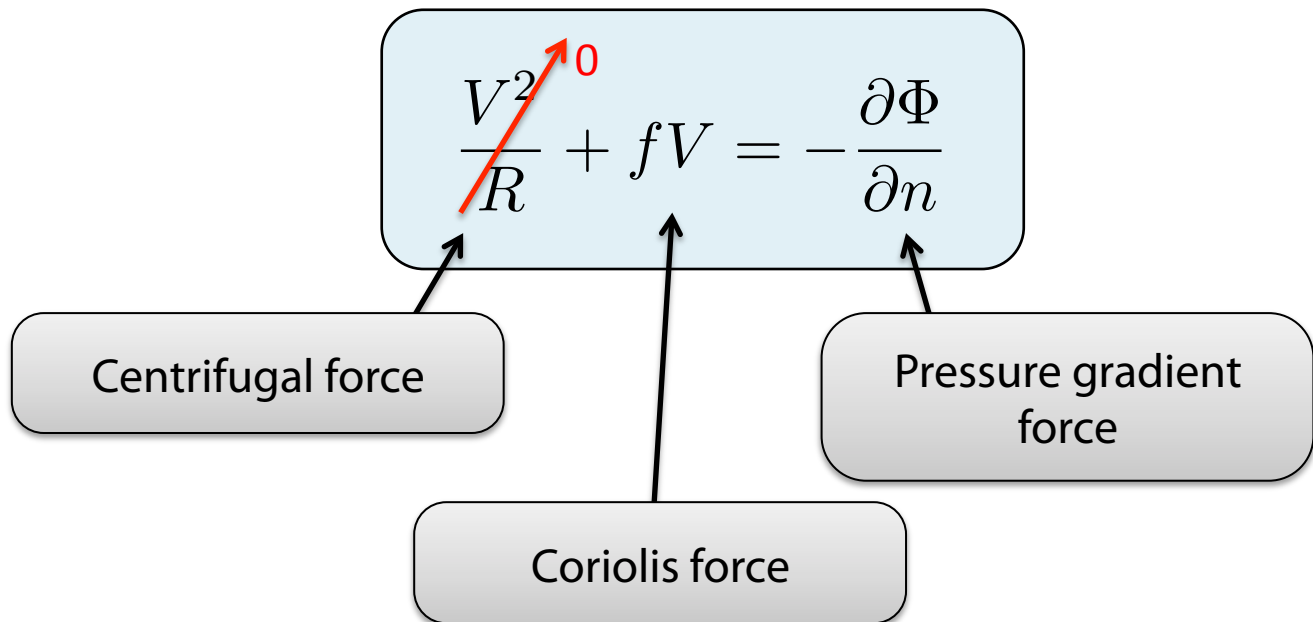 0
V²/R + fV = −∂Φ/∂n
Centrifugal force
Pressure gradient
force
Coriolis force